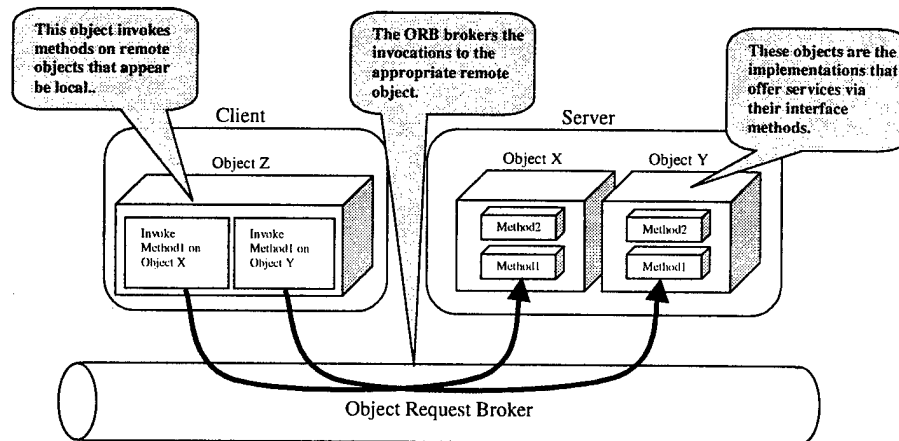 This object invokes
methods on remote
objects that appear
be local..
The ORB brokers the
invocations to the
appropriate remote
object.
These objects are the
implementations that
offer services via
their interface
methods.
Client
Server
Object Z
Object X
Object Y
Invoke
Method1 on
Object X
Invoke
Method1 on
Object Y
Method2
Method1
Method2
Method1
Object Request Broker